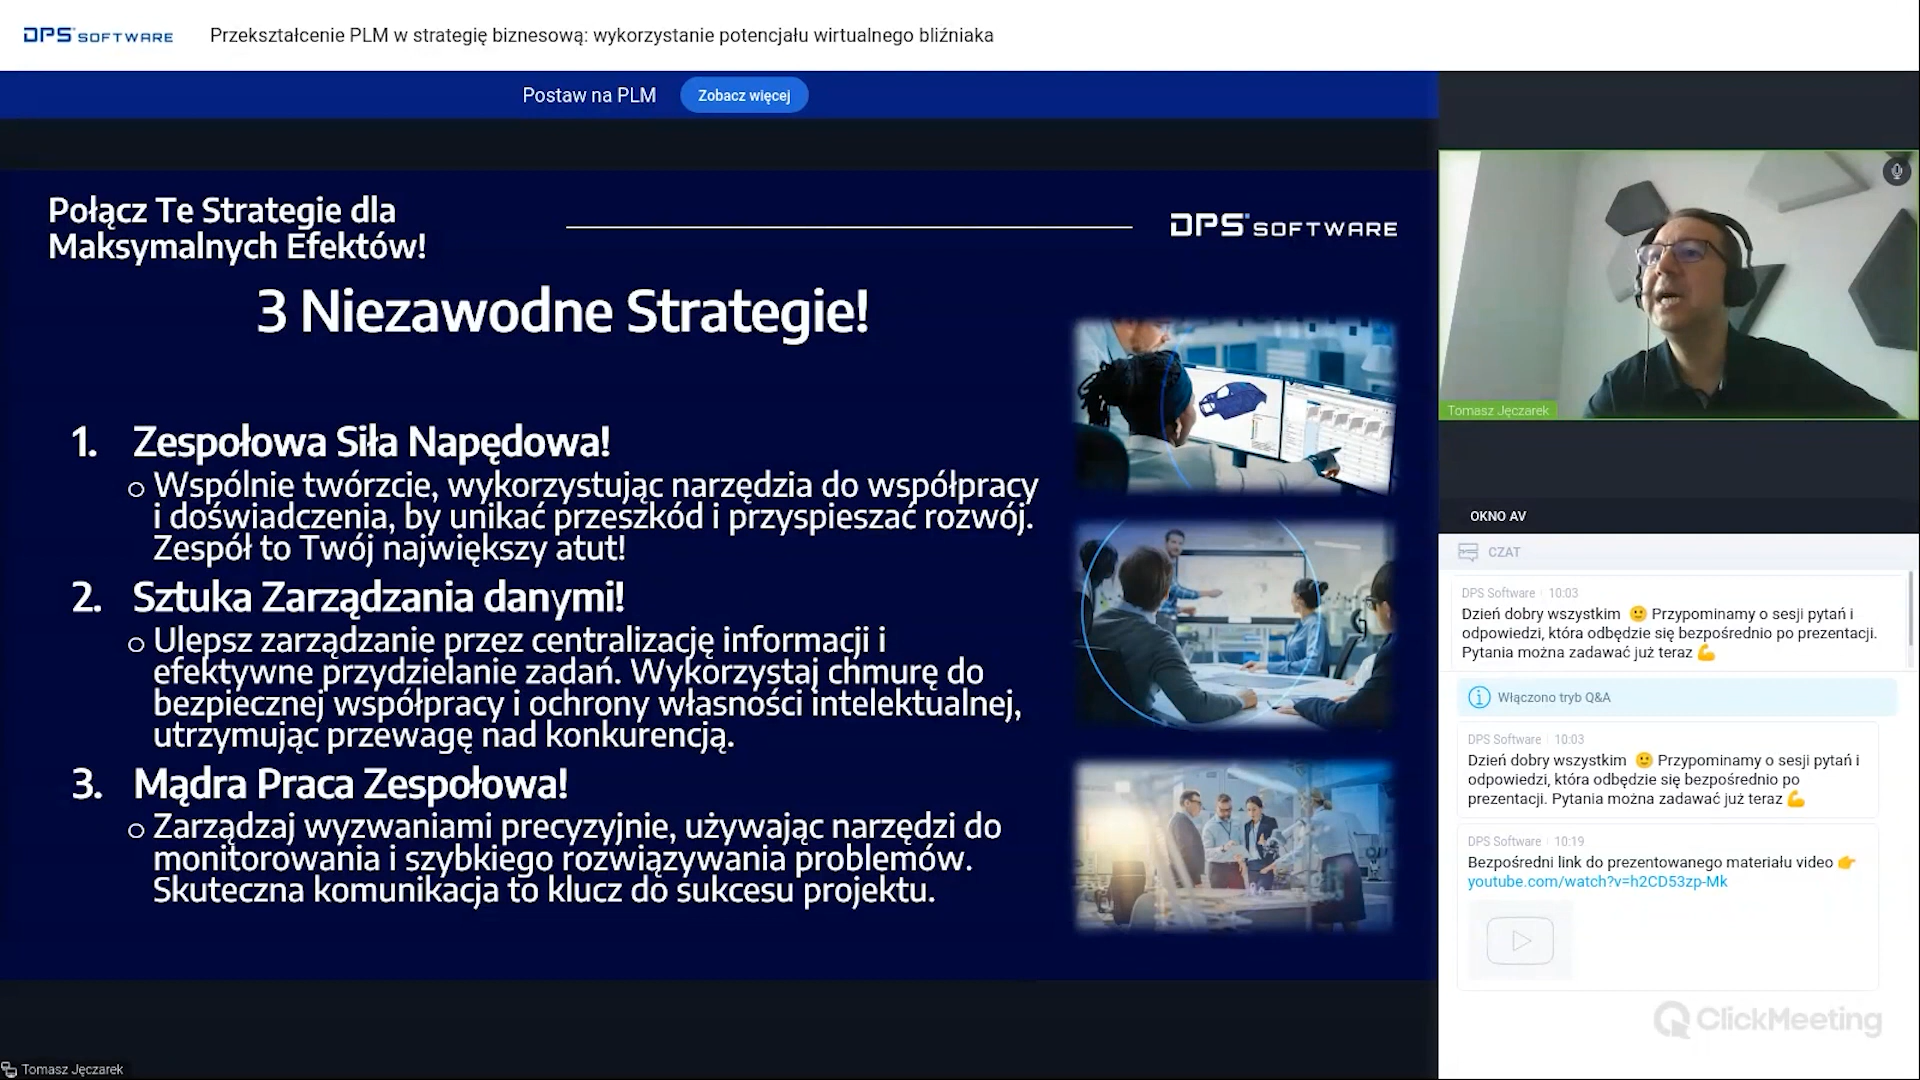 DPS SOFTWARE
Przekształcenie PLM w strategię biznesową: wykorzystanie potencjału wirtualnego bliźniaka
Postaw na PLM
Zobacz więcej
Połącz Te Strategie dla
Maksymalnych Efektów!
DPS SOFTWARE
3 Niezawodne Strategie!
1. Zespołowa Siła Napędowa!
o Wspólnie twórzcie, wykorzystując narzędzia do współpracy
i doświadczenia, by unikać przeszkód i przyspieszać rozwój.
Zespół to Twój największy atut!
2. Sztuka Zarządzania danymi!
o Ulepsz zarządzanie przez centralizację informacji i
efektywne przydzielanie zadań. Wykorzystaj chmurę do
bezpiecznej współpracy i ochrony własności intelektualnej,
utrzymując przewagę nad konkurencją.
3. Mądra Praca Zespołowa!
o Zarządzaj wyzwaniami precyzyjnie, używając narzędzi do
monitorowania i szybkiego rozwiązywania problemów.
Skuteczna komunikacja to klucz do sukcesu projektu.
Tomasz Jęczarek
Tomasz Jęczarek
OKNO AV
CZAT
DPS Software 10:03
Dzień dobry wszystkim 🙂 Przypominamy o sesji pytań i
odpowiedzi, która odbędzie się bezpośrednio po prezentacji.
Pytania można zadawać już teraz 💪
Włączono tryb Q&A
DPS Software 10:03
Dzień dobry wszystkim 🙂 Przypominamy o sesji pytań i
odpowiedzi, która odbędzie się bezpośrednio po
prezentacji. Pytania można zadawać już teraz 💪
DPS Software 10:19
Bezpośredni link do prezentowanego materiału video 👉
youtube.com/watch?v=h2CD53zp-Mk
ClickMeeting